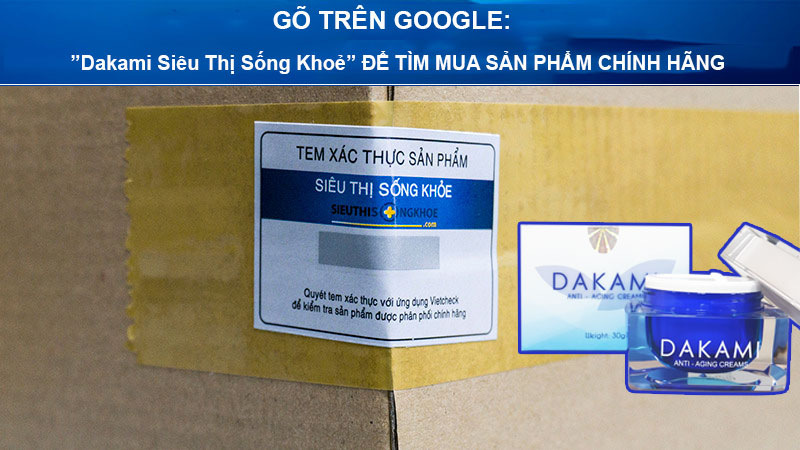 GÕ TRÊN GOOGLE:
”Dakami Siêu Thị Sống Khoẻ” ĐỂ TÌM MUA SẢN PHẨM CHÍNH HÃNG
TEM XÁC THỰC SẢN PHẨM
SIÊU THỊ SỐNG KHỎE
SIEUTHISONGKHOE
.com
Quyét tem xác thực với ứng dụng Vietcheck
để kiểm tra sản phẩm được phân phối chính hãng
DAKAMI
ANTI - AGING CREAMS
Ukight: 30g
DAKAMI
ANTI - AGING CREAMS